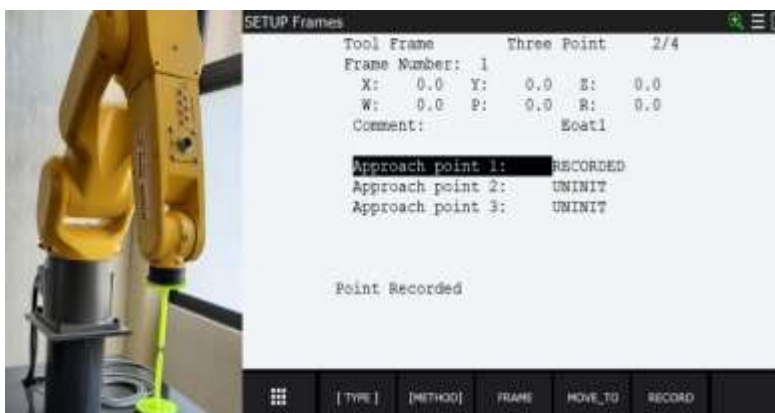 SETUP Frames
Tool Frame Three Point 2/4
Frame Number: 1
X: 0.0 Y: 0.0 Z: 0.0
W: 0.0 P: 0.0 R: 0.0
Comment: Eoat1
Approach point 1: RECORDED
Approach point 2: UNINIT
Approach point 3: UNINIT
Point Recorded
[ TYPE ] [METHOD] FRAME MOVE_TO RECORD